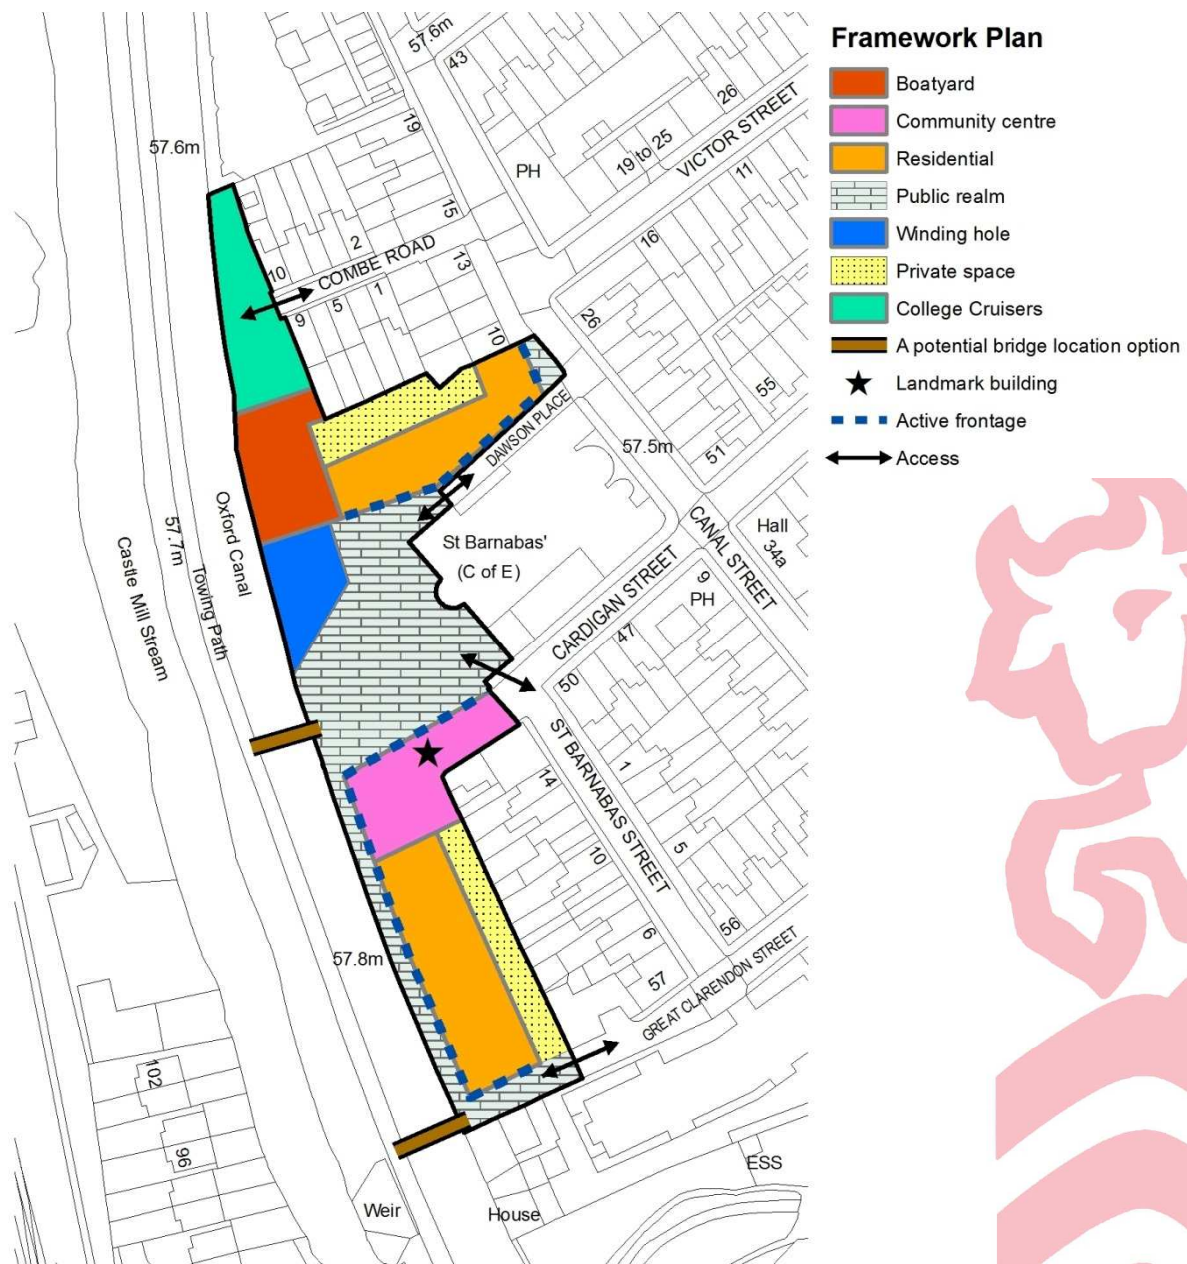 Framework Plan
Boatyard
Community centre
Residential
Public realm
Winding hole
Private space
College Cruisers
A potential bridge location option
Landmark building
Active frontage
Access
57.6m
43
26
VICTOR STREET
19 to 25
19
57.6m
PH
11
15
2
COMBE ROAD
16
10
13
1
5
9
26
10
55
DAWSON PLACE
57.5m
51
Oxford Canal
57.7m
CANAL STREET
Hall
34a
St Barnabas'
(C of E)
Castle Mill Stream
Towing Path
CARDIGAN STREET
9
PH
47
50
ST BARNABAS STREET
1
14
5
10
56
6
57
57.8m
GREAT CLARENDON STREET
102
96
ESS
Weir
House